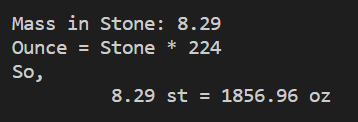 Mass in Stone: 8.29
Ounce = Stone * 224
So,
8.29 st = 1856.96 oz